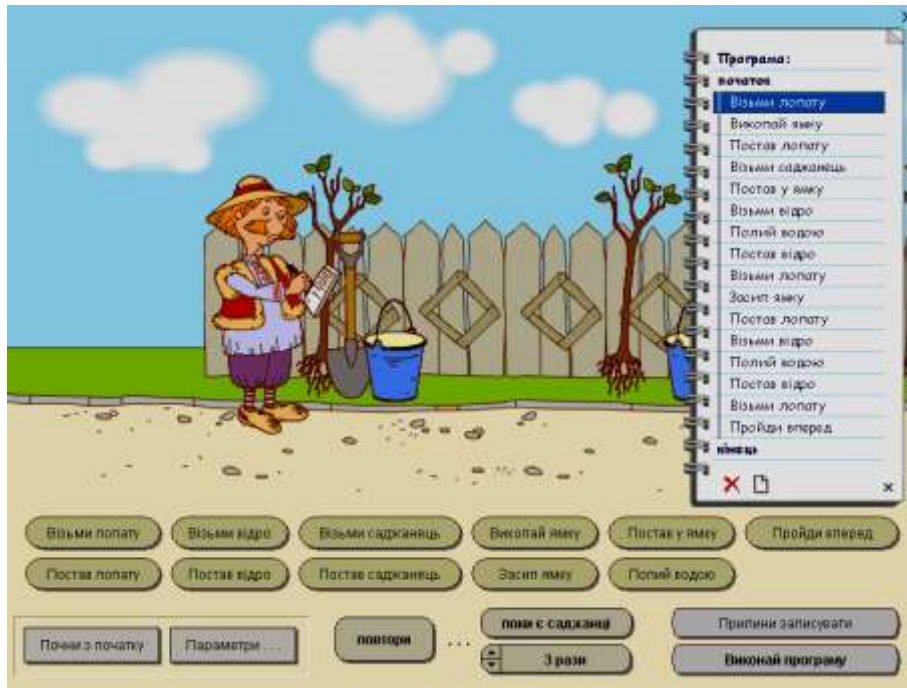 Програма:
початок
Візьми лопату
Викопай ямку
Постав лопату
Візьми саджанець
Постав у ямку
Візьми відро
Полий водою
Постав відро
Візьми лопату
Засип ямку
Постав лопату
Візьми відро
Полий водою
Постав відро
Візьми лопату
Пройди вперед
кінець
Візьми лопату Візьми відро Візьми саджанець Викопай ямку Постав у ямку Пройди вперед
Постав лопату Постав відро Постав саджанець Засип ямку Полий водою
Почни з початку Параметри . . . повтори . . . поки є саджанці Припини записувати
3 рази Виконай програму